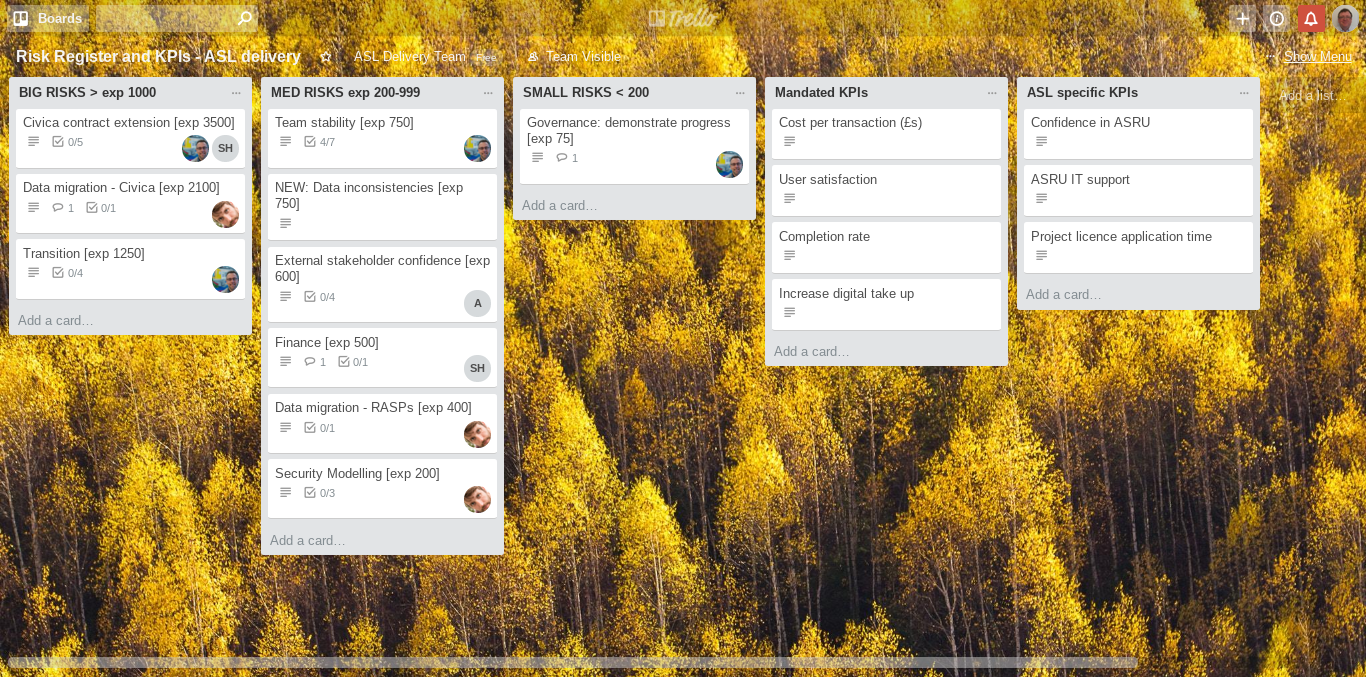 Boards
Trello
Risk Register and KPIs - ASL delivery
ASL Delivery Team Free
Team Visible
... Show Menu
BIG RISKS > exp 1000
Civica contract extension [exp 3500]
0/5
SH
Data migration - Civica [exp 2100]
1 0/1
Transition [exp 1250]
0/4
Add a card…
MED RISKS exp 200-999
Team stability [exp 750]
4/7
NEW: Data inconsistencies [exp
750]
External stakeholder confidence [exp
600]
0/4
A
Finance [exp 500]
1 0/1
SH
Data migration - RASPs [exp 400]
0/1
Security Modelling [exp 200]
0/3
Add a card…
SMALL RISKS < 200
Governance: demonstrate progress
[exp 75]
1
Add a card…
Mandated KPIs
Cost per transaction (£s)
User satisfaction
Completion rate
Increase digital take up
Add a card…
ASL specific KPIs
Confidence in ASRU
ASRU IT support
Project licence application time
Add a card…
Add a list…